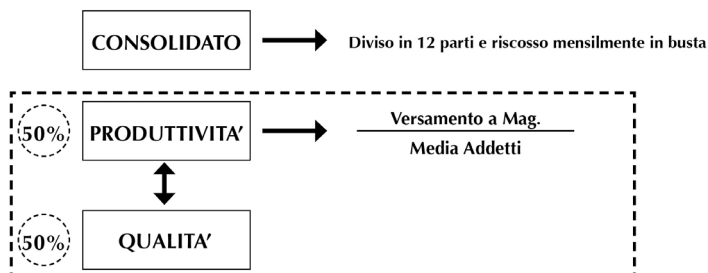 CONSOLIDATO
Diviso in 12 parti e riscosso mensilmente in busta
50%
PRODUTTIVITA’
Versamento a Mag.
Media Addetti
50%
QUALITA’